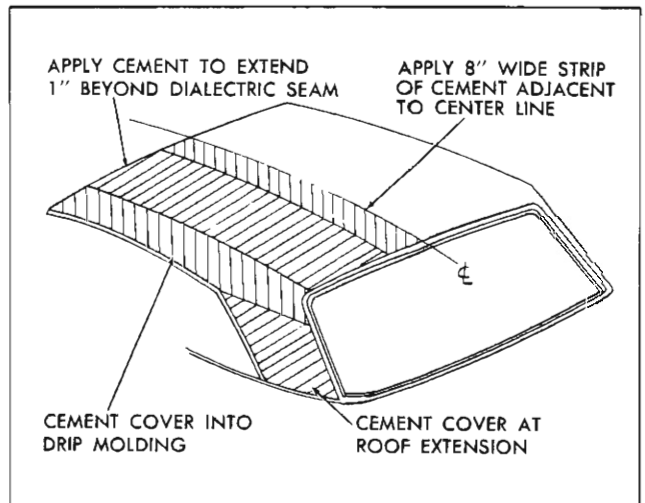 APPLY CEMENT TO EXTEND
1" BEYOND DIALECTRIC SEAM
APPLY 8" WIDE STRIP
OF CEMENT ADJACENT
TO CENTER LINE
℄
CEMENT COVER INTO
DRIP MOLDING
CEMENT COVER AT
ROOF EXTENSION